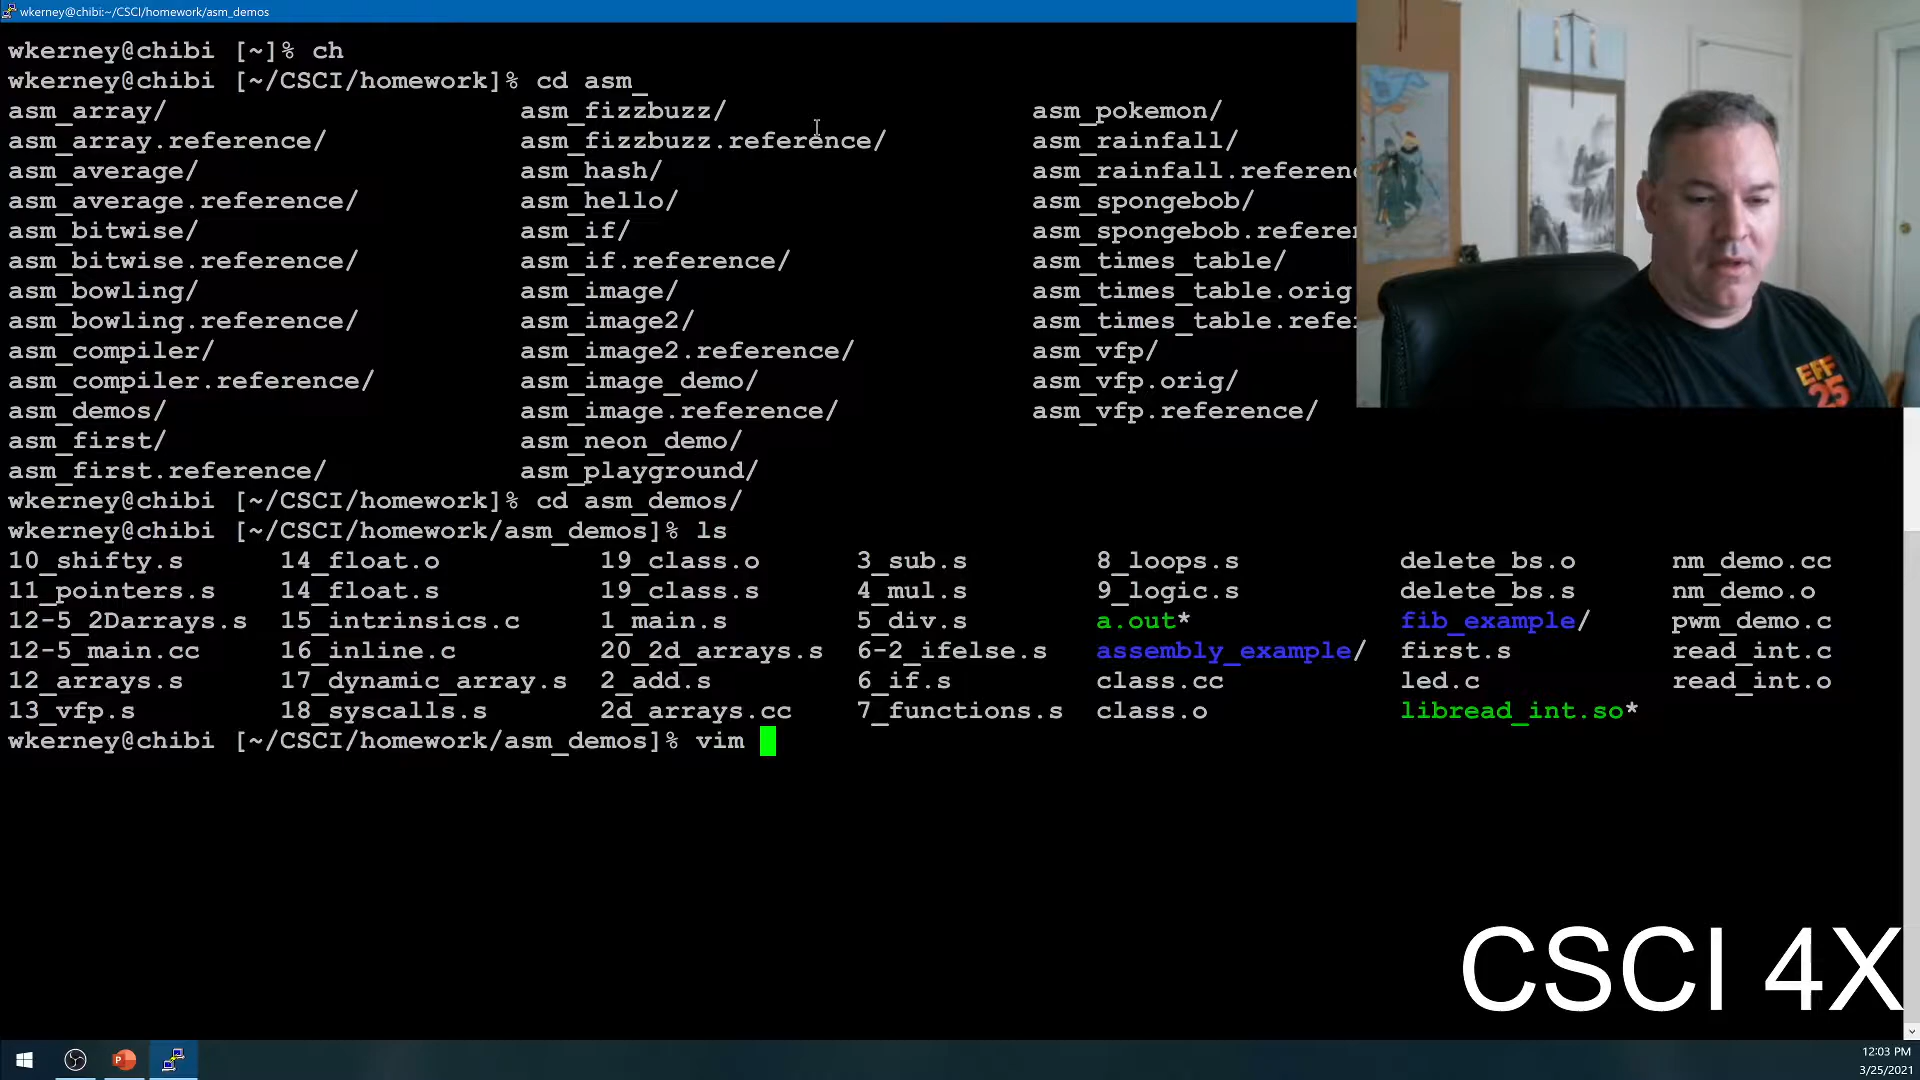 wkerney@chibi:~/CSCI/homework/asm_demos
wkerney@chibi [~]% ch
wkerney@chibi [~/CSCI/homework]% cd asm_
asm_array/ asm_fizzbuzz/ asm_pokemon/
asm_array.reference/ asm_fizzbuzz.reference/ asm_rainfall/
asm_average/ asm_hash/ asm_rainfall.referenc
asm_average.reference/ asm_hello/ asm_spongebob/
asm_bitwise/ asm_if/ asm_spongebob.refere
asm_bitwise.reference/ asm_if.reference/ asm_times_table/
asm_bowling/ asm_image/ asm_times_table.orig
asm_bowling.reference/ asm_image2/ asm_times_table.refe
asm_compiler/ asm_image2.reference/ asm_vfp/
asm_compiler.reference/ asm_image_demo/ asm_vfp.orig/
asm_demos/ asm_image.reference/ asm_vfp.reference/
asm_first/ asm_neon_demo/
asm_first.reference/ asm_playground/
wkerney@chibi [~/CSCI/homework]% cd asm_demos/
wkerney@chibi [~/CSCI/homework/asm_demos]% ls
10_shifty.s 14_float.o 19_class.o 3_sub.s 8_loops.s delete_bs.o nm_demo.cc
11_pointers.s 14_float.s 19_class.s 4_mul.s 9_logic.s delete_bs.s nm_demo.o
12-5_2Darrays.s 15_intrinsics.c 1_main.s 5_div.s a.out* fib_example/ pwm_demo.c
12-5_main.cc 16_inline.c 20_2d_arrays.s 6-2_ifelse.s assembly_example/ first.s read_int.c
12_arrays.s 17_dynamic_array.s 2_add.s 6_if.s class.cc led.c read_int.o
13_vfp.s 18_syscalls.s 2d_arrays.cc 7_functions.s class.o libread_int.so*
wkerney@chibi [~/CSCI/homework/asm_demos]% vim
EFF
25
CSCI 4X
12:03 PM
3/25/2021